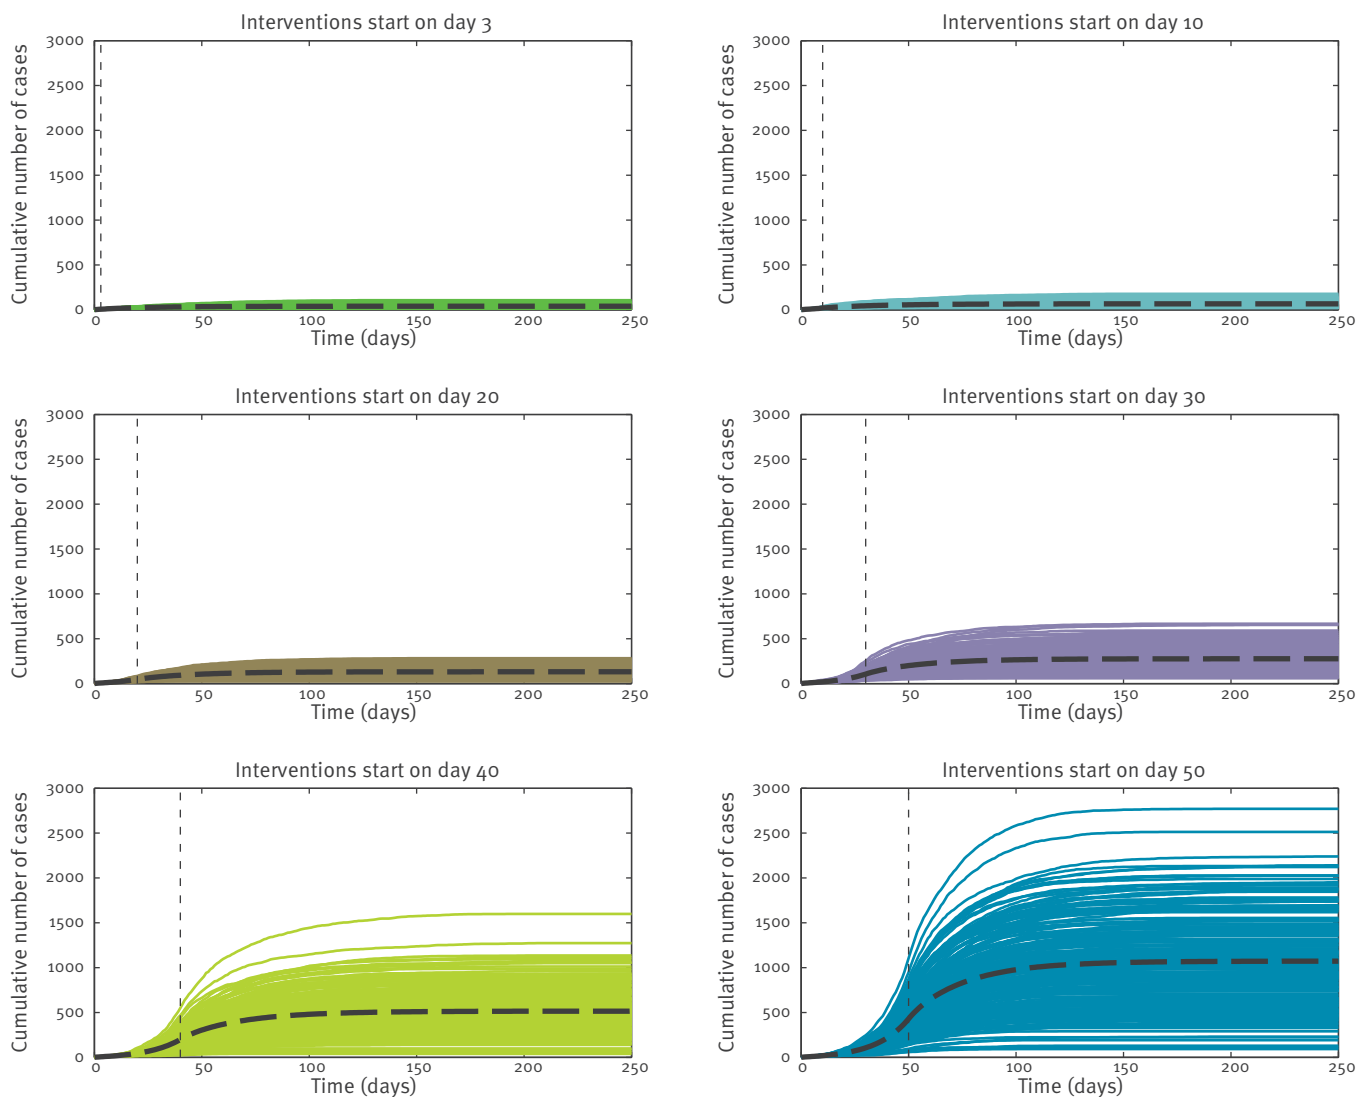 Interventions start on day 3
Cumulative number of cases
3000
2500
2000
1500
1000
500
0
0 50 100 150 200 250
Time (days)
Interventions start on day 10
Cumulative number of cases
3000
2500
2000
1500
1000
500
0
0 50 100 150 200 250
Time (days)
Interventions start on day 20
Cumulative number of cases
3000
2500
2000
1500
1000
500
0
0 50 100 150 200 250
Time (days)
Interventions start on day 30
Cumulative number of cases
3000
2500
2000
1500
1000
500
0
0 50 100 150 200 250
Time (days)
Interventions start on day 40
Cumulative number of cases
3000
2500
2000
1500
1000
500
0
0 50 100 150 200 250
Time (days)
Interventions start on day 50
Cumulative number of cases
3000
2500
2000
1500
1000
500
0
0 50 100 150 200 250
Time (days)